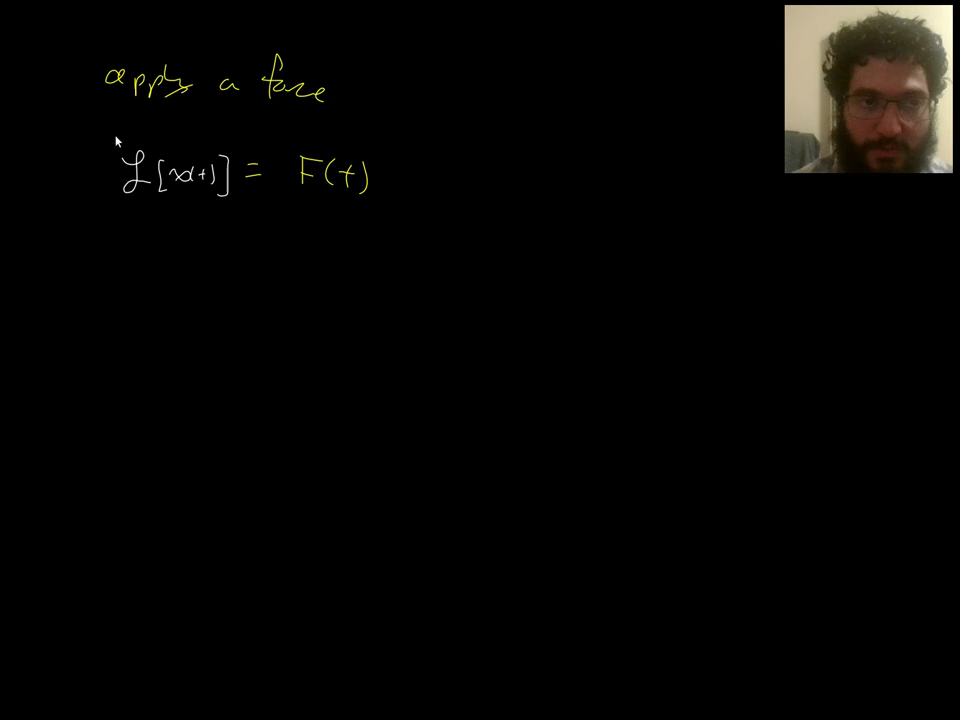 apply a force
ℒ[x(t)] = F(t)